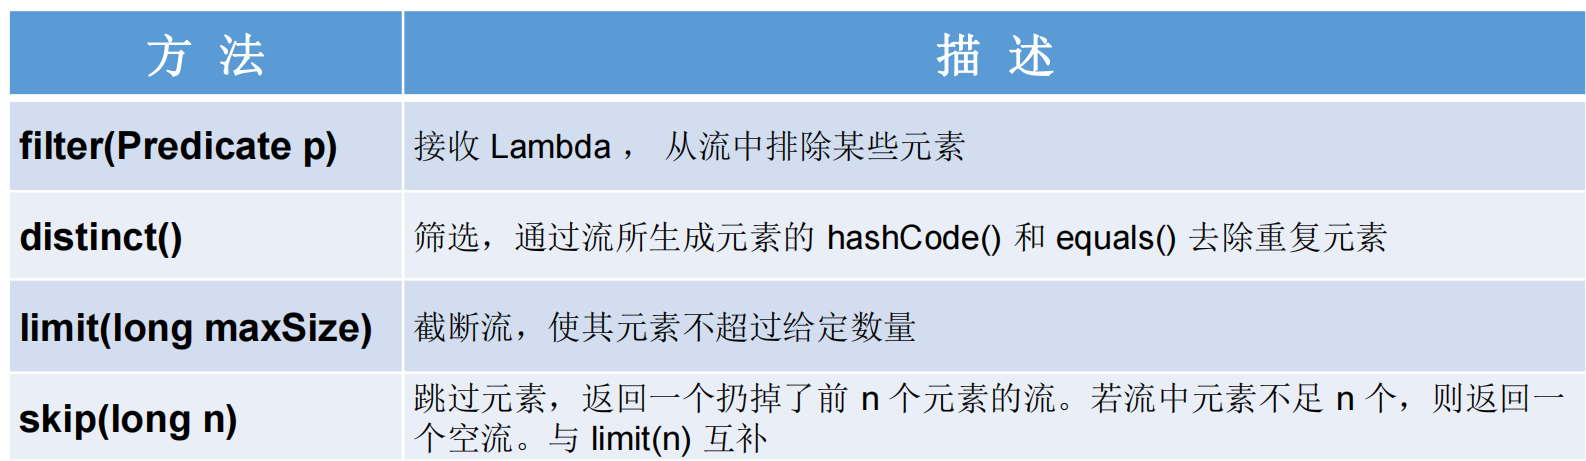 方 法
描 述
filter(Predicate p)
接收 Lambda ， 从流中排除某些元素
distinct()
筛选，通过流所生成元素的 hashCode() 和 equals() 去除重复元素
limit(long maxSize)
截断流，使其元素不超过给定数量
skip(long n)
跳过元素，返回一个扔掉了前 n 个元素的流。若流中元素不足 n 个，则返回一
个空流。与 limit(n) 互补